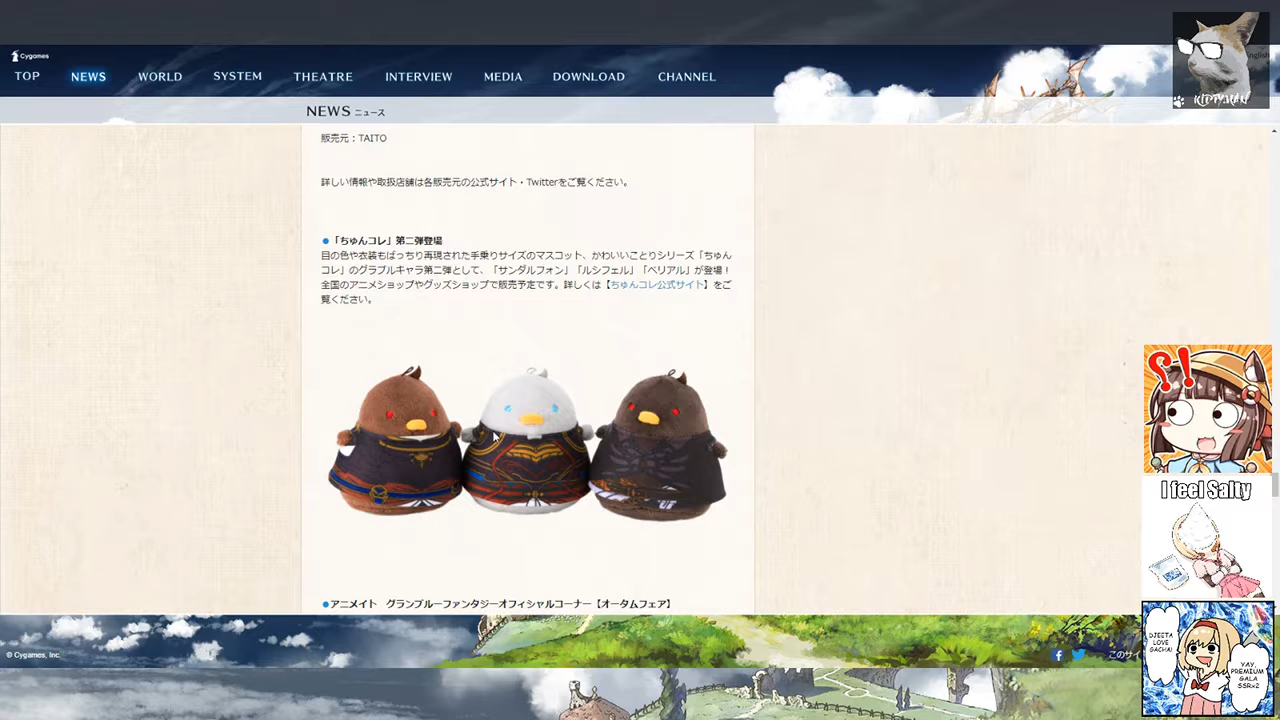 Cygames
English
TOP NEWS WORLD SYSTEM THEATRE INTERVIEW MEDIA DOWNLOAD CHANNEL
KITTYMAN
NEWS ニュース
販売元：TAITO
詳しい情報や取扱店舗は各販売元の公式サイト・Twitterをご覧ください。
●「ちゅんコレ」第二弾登場
目の色や衣装もばっちり再現された手乗りサイズのマスコット、かわいいことりシリーズ「ちゅん
コレ」のグラブルキャラ第二弾として、「サンダルフォン」「ルシフェル」「ベリアル」が登場！
全国のアニメショップやグッズショップで販売予定です。詳しくは【ちゅんコレ公式サイト】をご
覧ください。
?!
I feel Salty
●アニメイト　グランブルーファンタジーオフィシャルコーナー【オータムフェア】
DJEETA
LOVE
GACHA!
YAY,
PREMIUM
GALA
SSRx2
© Cygames, Inc.
このサイ